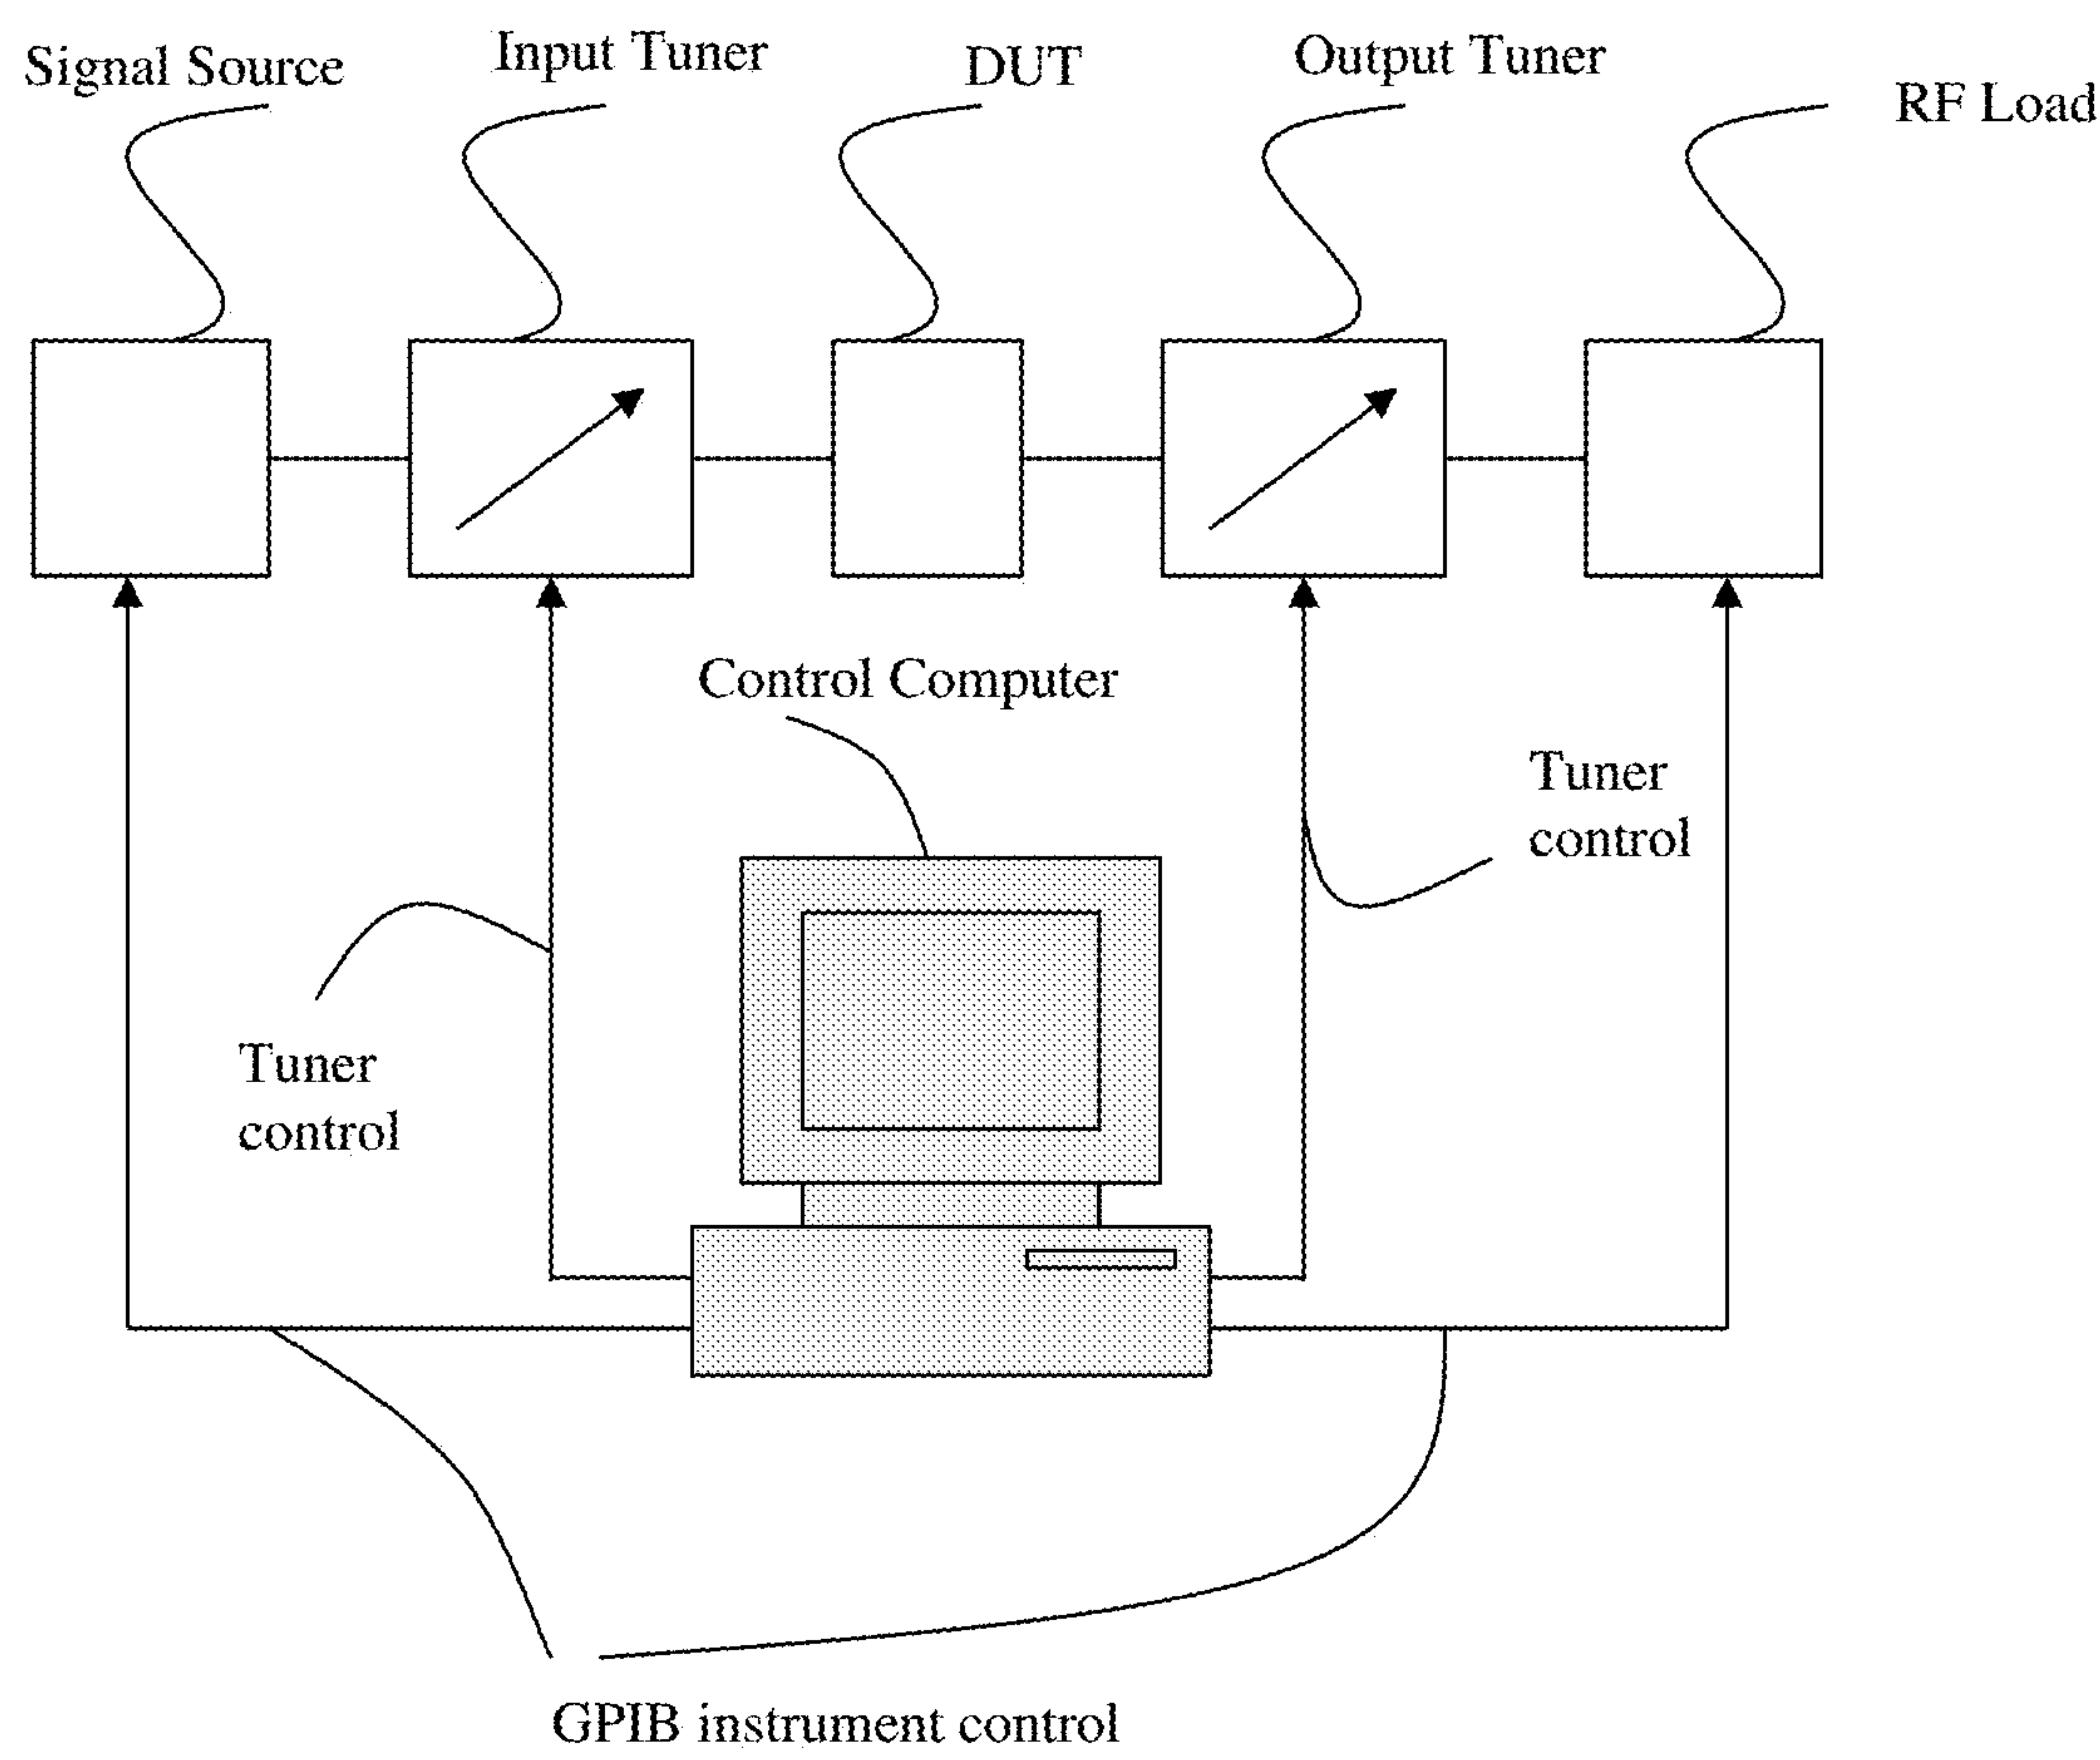 Signal Source
Input Tuner
DUT
Output Tuner
RF Load
Control Computer
Tuner
control
Tuner
control
GPIB instrument control